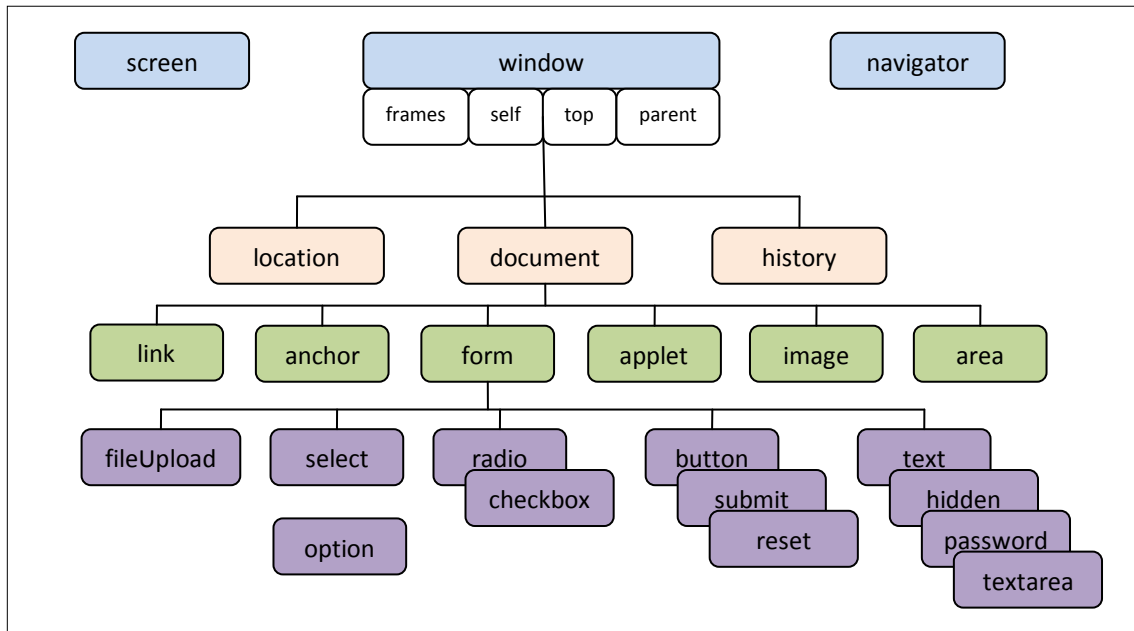 screen
window
navigator
frames
self
top
parent
location
document
history
link
anchor
form
applet
image
area
fileUpload
select
radio
button
text
checkbox
submit
hidden
option
reset
password
textarea